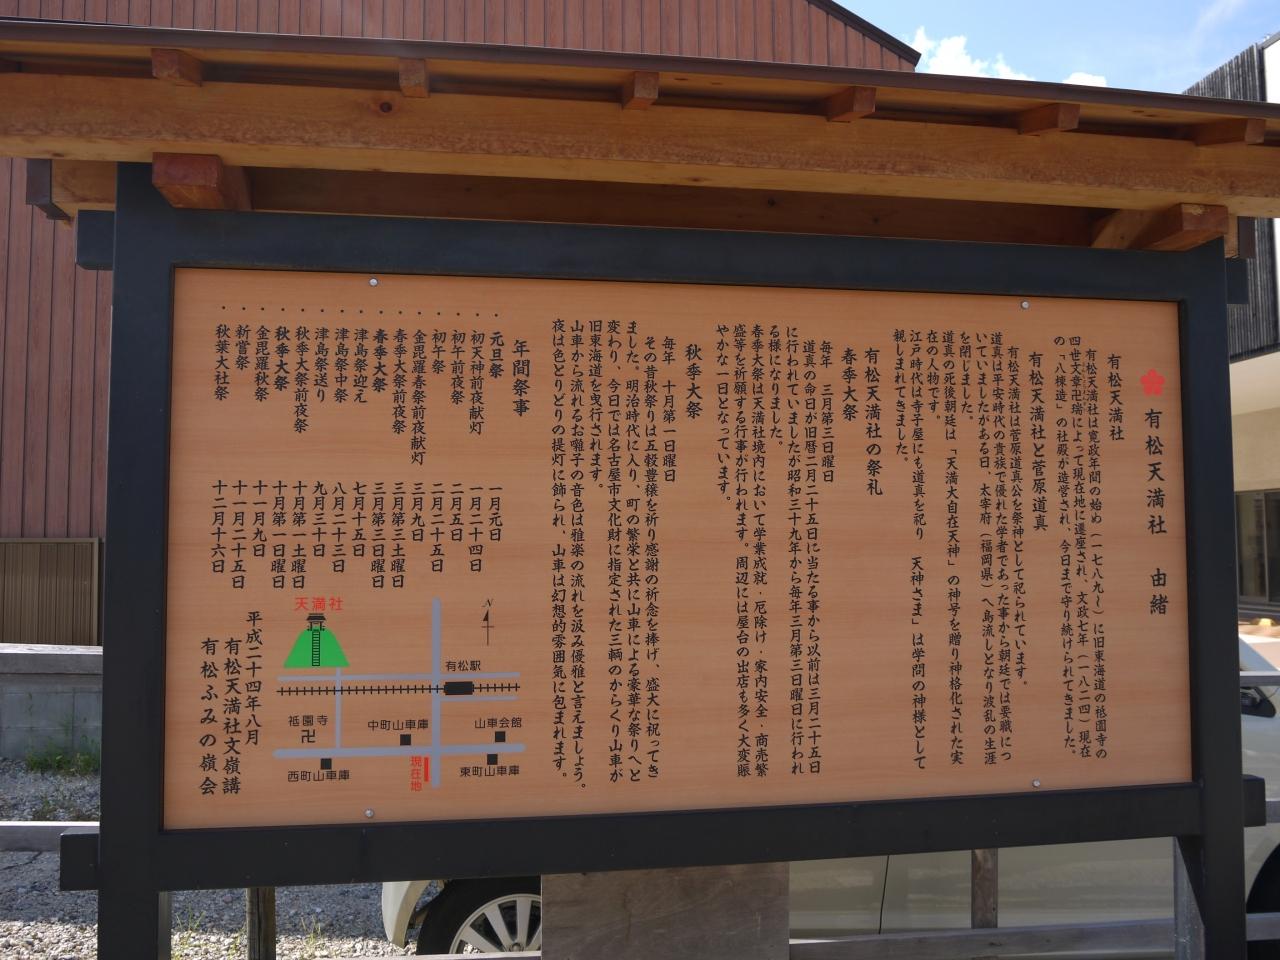 有松天満社　由緒
有松天満社
有松天満社は寛政年間の始め（一七八九～）に旧東海道の祇園寺の
四世文章卍瑞によって現在地に遷座され、文政七年（一八二四）現在
の「八棟造」の社殿が造営され、今日まで守り続けられてきました。
有松天満社と菅原道真
有松天満社は菅原道真公を祭神として祀られています。
道真は平安時代の貴族で優れた学者であった事から朝廷では要職につ
いていましたがある日、太宰府（福岡県）へ島流しとなり波乱の生涯
を閉じました。
道真の死後朝廷は「天満大自在天神」の神号を贈り神格化された実
在の人物です。
江戸時代は寺子屋にも道真を祀り　天神さま」は学問の神様として
親しまれてきました。
有松天満社の祭礼
春季大祭
毎年　三月第三日曜日
道真の命日が旧暦二月二十五日に当たる事から以前は三月二十五日
に行われていましたが昭和三十九年から毎年三月第三日曜日に行われ
る様になりました。
春季大祭は天満社境内において学業成就・厄除け・家内安全・商売繁
盛等を祈願する行事が行われます。周辺には屋台の出店も多く大変賑
やかな一日となっています。
秋季大祭
毎年　十月第一日曜日
その昔秋祭りは五穀豊穣を祈り感謝の祈念を捧げ、盛大に祝ってき
ました。明治時代に入り、町の繁栄と共に山車による豪華な祭りへと
変わり、今日では名古屋市文化財に指定された三輌のからくり山車が
旧東海道を曳行されます。
山車から流れるお囃子の音色は雅楽の流れを汲み優雅と言えましょう。
夜は色とりどりの提灯に飾られ、山車は幻想的雰囲気に包まれます。
年間祭事
・元旦祭　一月元日
・初天神前夜献灯　一月二十四日
・初午前夜祭　二月五日
・初午祭　二月二十五日
・金毘羅春祭前夜献灯　三月九日
・春季大祭前夜祭　三月第三土曜日
・春季大祭　三月第三日曜日
・津島祭迎え　七月十五日
・津島祭中祭　八月二十三日
・津島祭送り　九月三十日
・秋季大祭前夜祭　十月第一土曜日
・秋季大祭　十月第一日曜日
・金毘羅秋祭　十一月九日
・新嘗祭　十一月二十五日
・秋葉大社祭　十二月十六日
天満社
N
有松駅
祇園寺
卍
中町山車庫
山車会館
西町山車庫
現在地
東町山車庫
平成二十四年八月
有松天満社文嶺講
有松ふみの嶺会